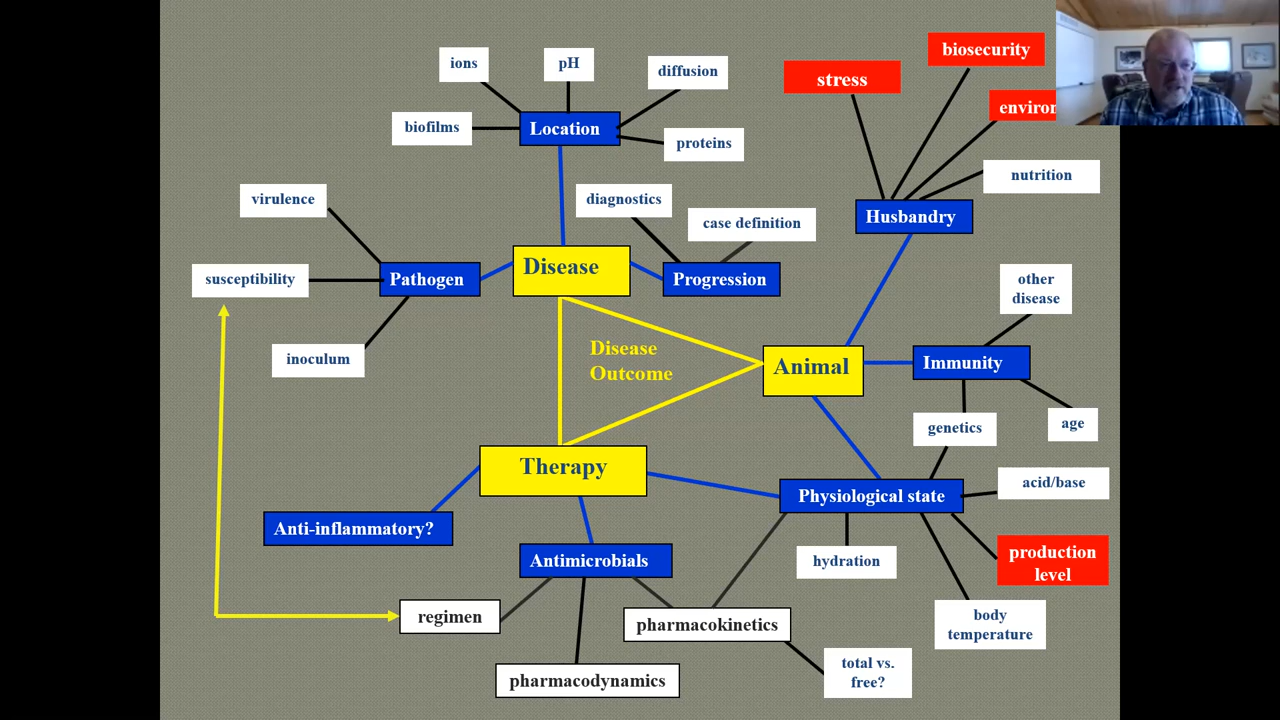 ions
pH
diffusion
biofilms
Location
proteins
stress
biosecurity
environ
nutrition
Husbandry
virulence
diagnostics
case definition
susceptibility
Pathogen
Disease
Progression
inoculum
Disease
Outcome
Animal
other
disease
Immunity
genetics
age
Therapy
Physiological state
acid/base
Anti-inflammatory?
Antimicrobials
hydration
production
level
regimen
pharmacokinetics
body
temperature
pharmacodynamics
total vs.
free?